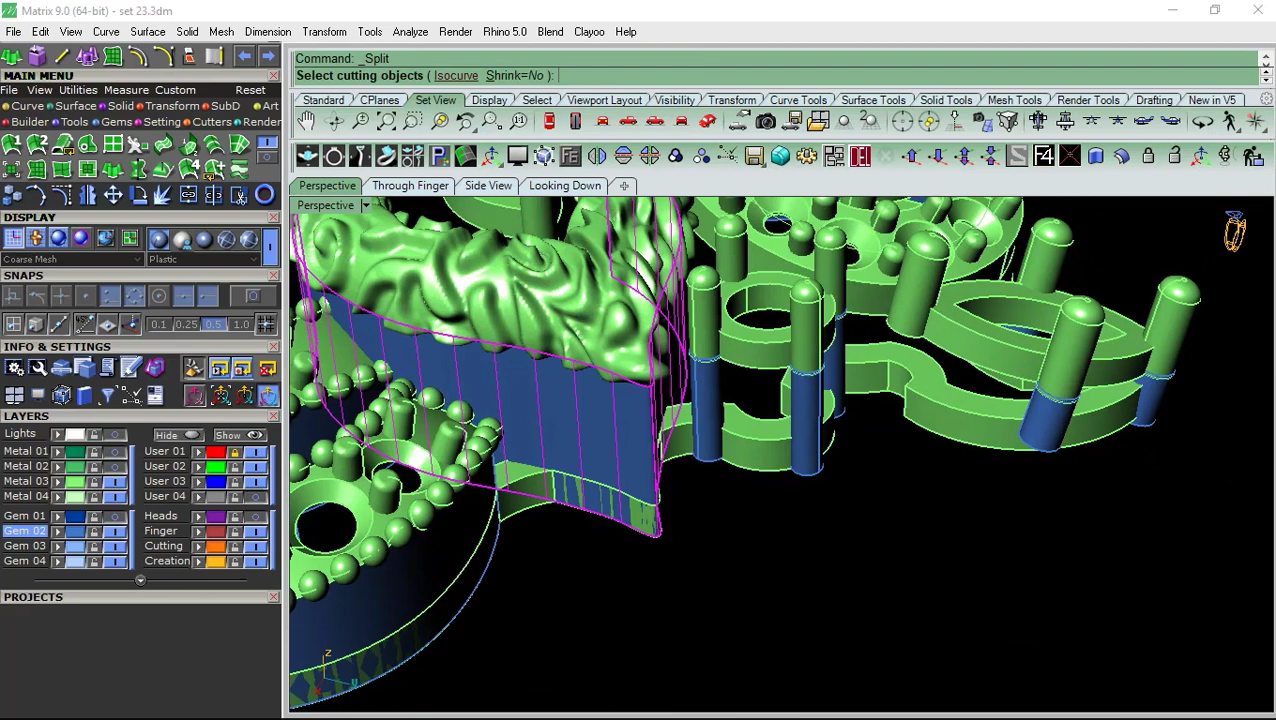 Matrix 9.0 (64-bit) - set 23.3dm
File Edit View Curve Surface Solid Mesh Dimension Transform Tools Analyze Render Rhino 5.0 Blend Clayoo Help
Command: _Split
Select cutting objects ( Isocurve Shrink=No ):
MAIN MENU
File View Utilities Measure Custom Reset
Curve Surface Solid Transform SubD Art
Builder Tools Gems Setting Cutters Render
Standard CPlanes Set View Display Select Viewport Layout Visibility Transform Curve Tools Surface Tools Solid Tools Mesh Tools Render Tools Drafting New in V5
Perspective Through Finger Side View Looking Down
Perspective
DISPLAY
Coarse Mesh Plastic
SNAPS
0.1 0.25 0.5 1.0
INFO & SETTINGS
LAYERS
Lights Hide Show
Metal 01 User 01
Metal 02 User 02
Metal 03 User 03
Metal 04 User 04
Gem 01 Heads
Gem 02 Finger
Gem 03 Cutting
Gem 04 Creation
PROJECTS
z
x y